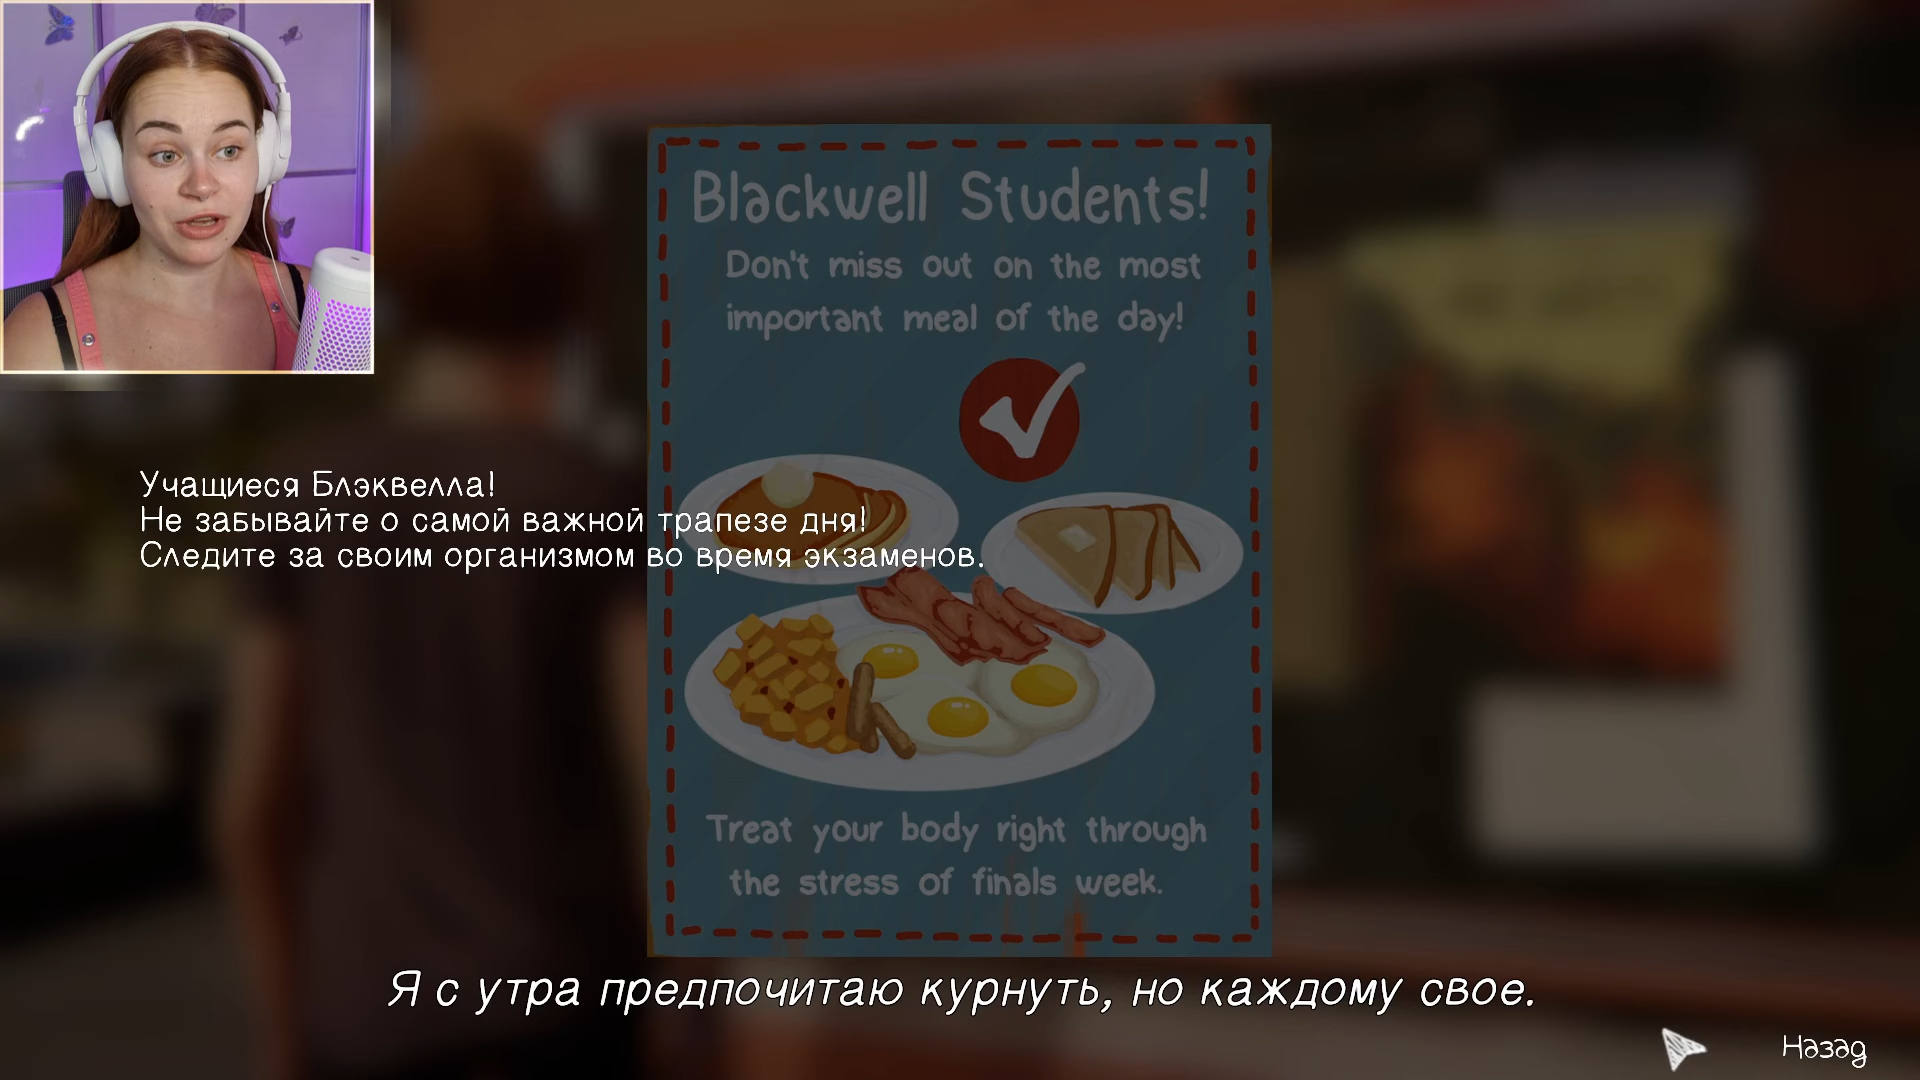 Blackwell Students!
Don't miss out on the most
important meal of the day!
Учащиеся Блэквелла!
Не забывайте о самой важной трапезе дня!
Следите за своим организмом во время экзаменов.
Treat your body right through
the stress of finals week.
Я с утра предпочитаю курнуть, но каждому свое.
Назад